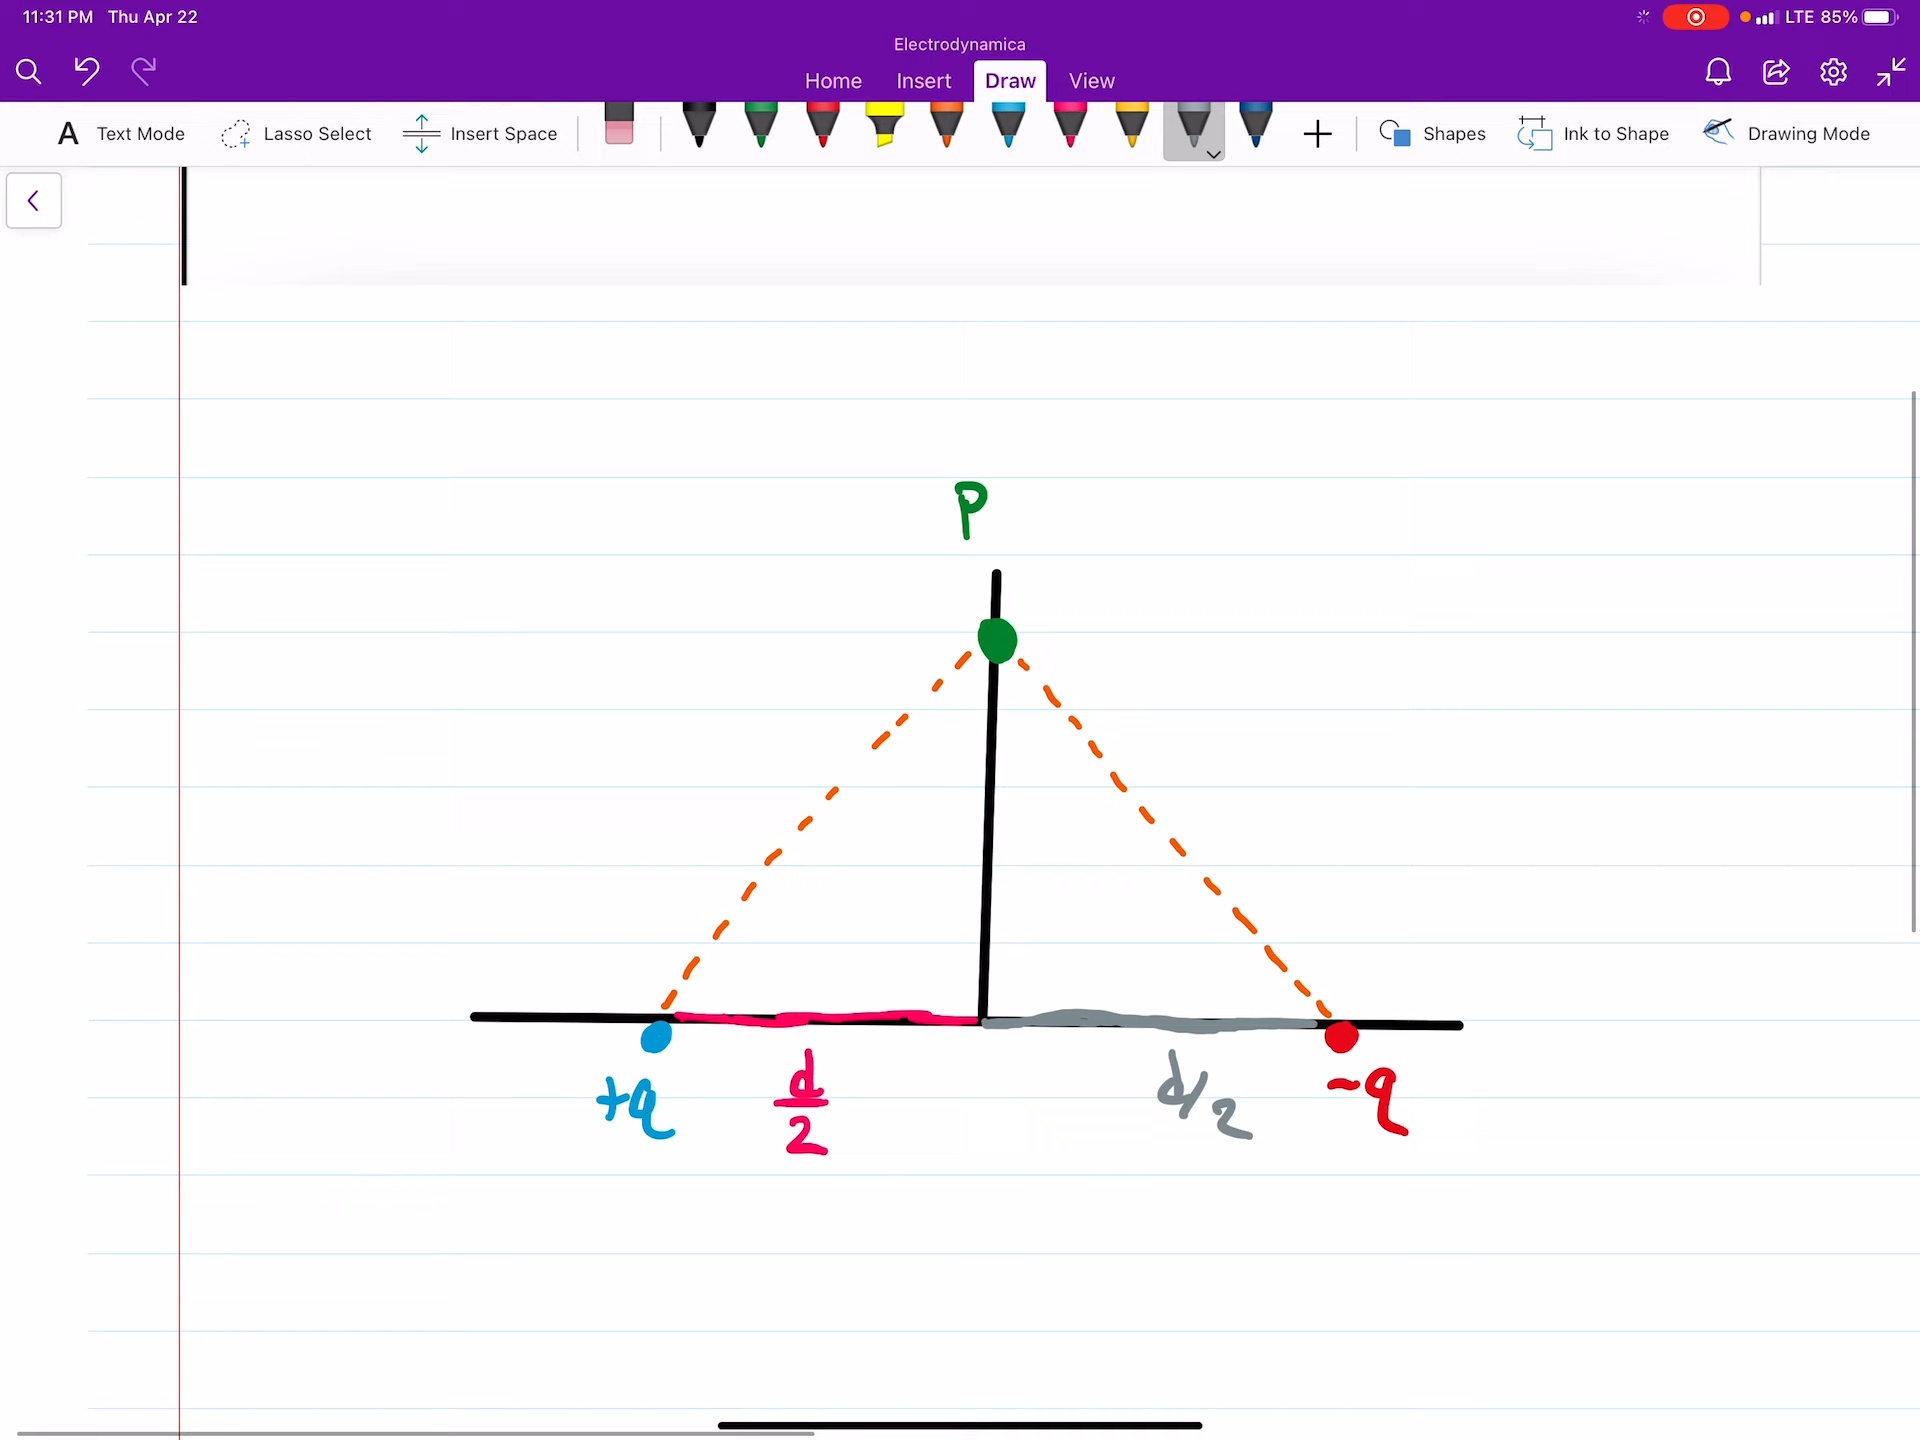 11:31 PM Thu Apr 22
LTE 85%
Electrodynamica
Home Insert Draw View
A Text Mode Lasso Select Insert Space Shapes Ink to Shape Drawing Mode
P
+q d/2 d/2 -q